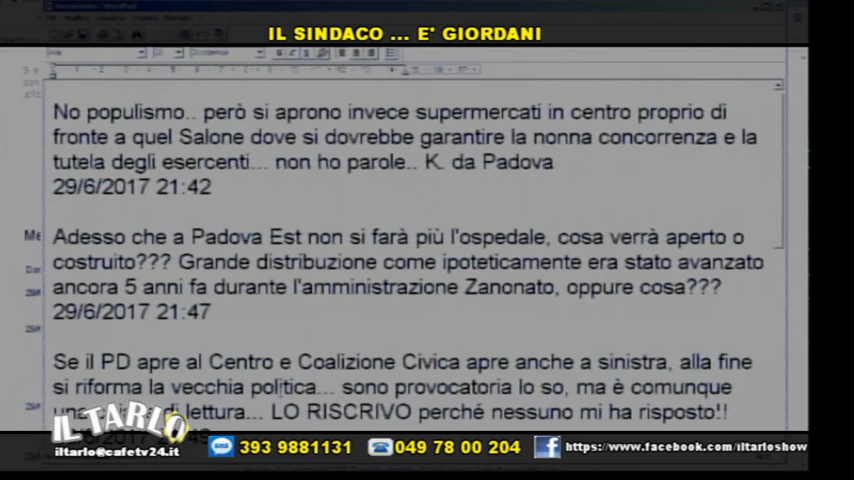 IL SINDACO ... E' GIORDANI
No populismo.. però si aprono invece supermercati in centro proprio di
fronte a quel Salone dove si dovrebbe garantire la nonna concorrenza e la
tutela degli esercenti... non ho parole.. K. da Padova
29/6/2017 21:42
Adesso che a Padova Est non si farà più l'ospedale, cosa verrà aperto o
costruito??? Grande distribuzione come ipoteticamente era stato avanzato
ancora 5 anni fa durante l'amministrazione Zanonato, oppure cosa???
29/6/2017 21:47
Se il PD apre al Centro e Coalizione Civica apre anche a sinistra, alla fine
si riforma la vecchia politica... sono provocatoria lo so, ma è comunque
di lettura... LO RISCRIVO perché nessuno mi ha risposto!!
IL TARLO
iltarlo@cafetv24.it
SMS 393 9881131
049 78 00 204
f https://www.facebook.com/iltarloshow